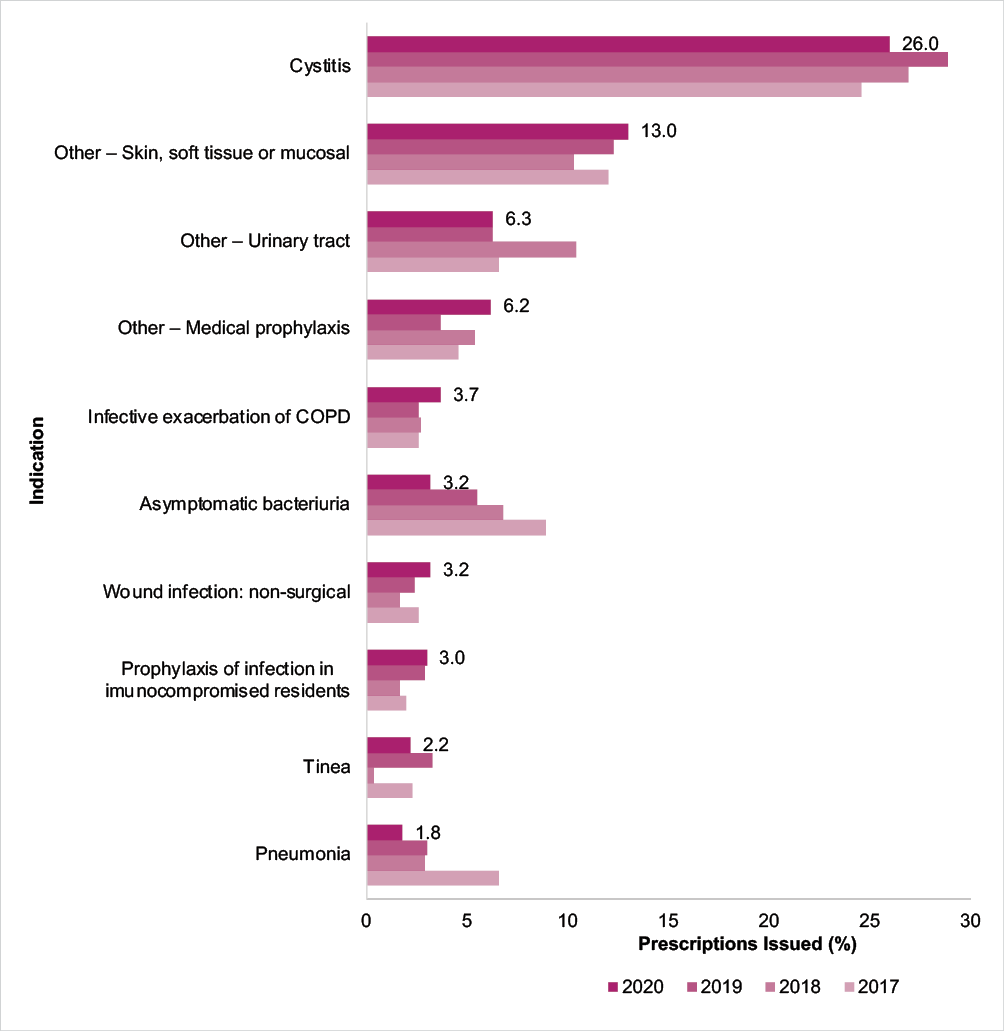 Cystitis
26.0
Other – Skin, soft tissue or mucosal
13.0
Other – Urinary tract
6.3
Other – Medical prophylaxis
6.2
Infective exacerbation of COPD
3.7
Asymptomatic bacteriuria
3.2
Wound infection: non-surgical
3.2
Prophylaxis of infection in
imunocompromised residents
3.0
Tinea
2.2
Pneumonia
1.8
Indication
0 5 10 15 20 25 30
Prescriptions Issued (%)
2020 2019 2018 2017